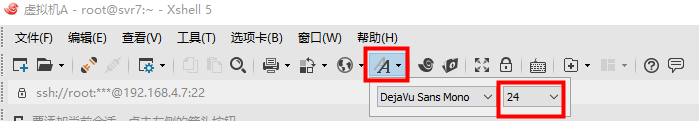 虚拟机A - root@svr7:~ - Xshell 5
文件(F) 编辑(E) 查看(V) 工具(T) 选项卡(B) 窗口(W) 帮助(H)
DejaVu Sans Mono 24
ssh://root:***@192.168.4.7:22